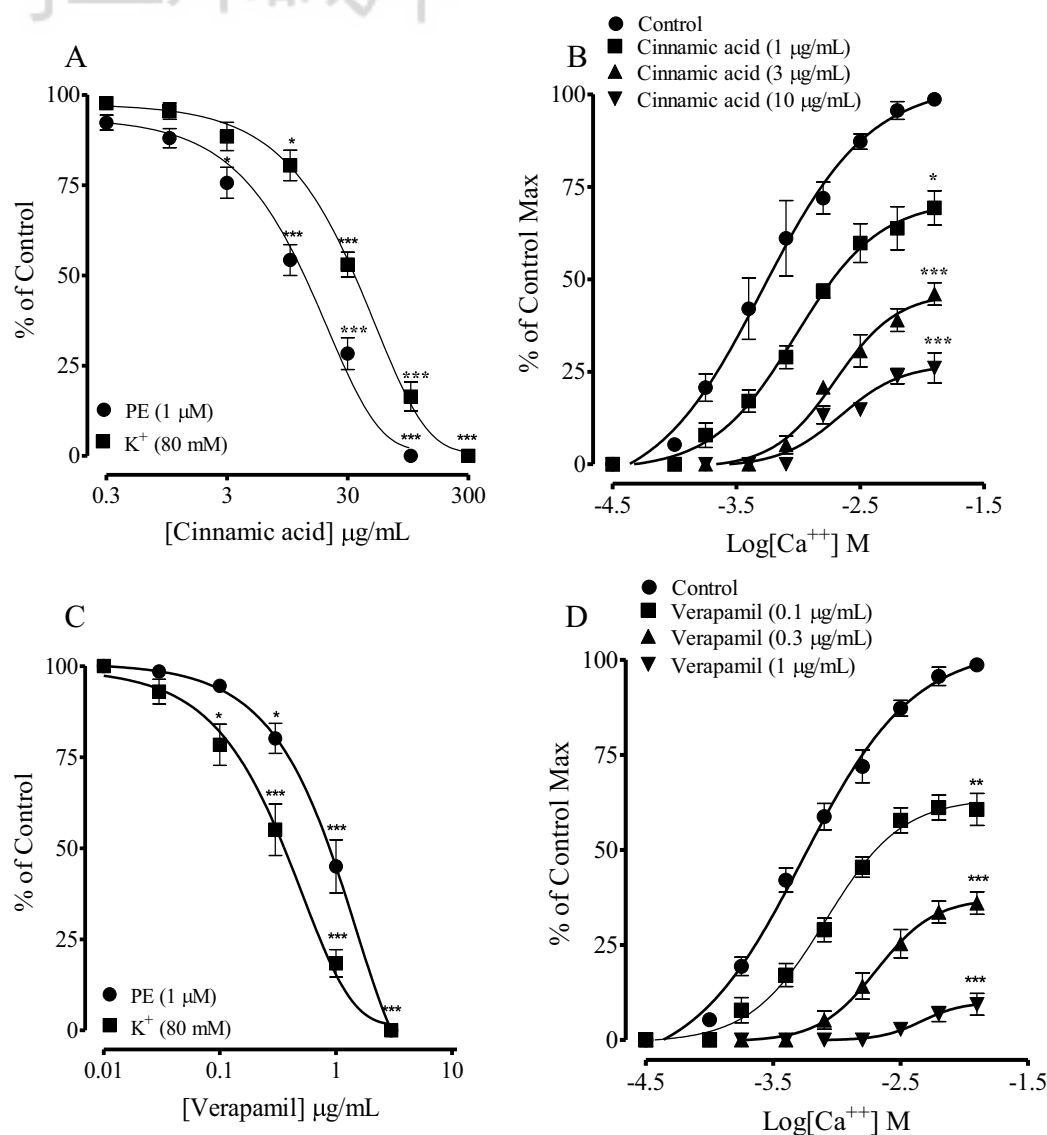 A
100
75
50
25
0
% of Control
*
*
***
***
***
***
***
***
PE (1 μM)
K⁺ (80 mM)
0.3 3 30 300
[Cinnamic acid] μg/mL
B
Control
Cinnamic acid (1 μg/mL)
Cinnamic acid (3 μg/mL)
Cinnamic acid (10 μg/mL)
100
75
50
25
0
% of Control Max
*
***
***
-4.5 -3.5 -2.5 -1.5
Log[Ca⁺⁺] M
C
100
75
50
25
0
% of Control
*
*
***
***
***
***
PE (1 μM)
K⁺ (80 mM)
0.01 0.1 1 10
[Verapamil] μg/mL
D
Control
Verapamil (0.1 μg/mL)
Verapamil (0.3 μg/mL)
Verapamil (1 μg/mL)
100
75
50
25
0
% of Control Max
**
***
***
-4.5 -3.5 -2.5 -1.5
Log[Ca⁺⁺] M